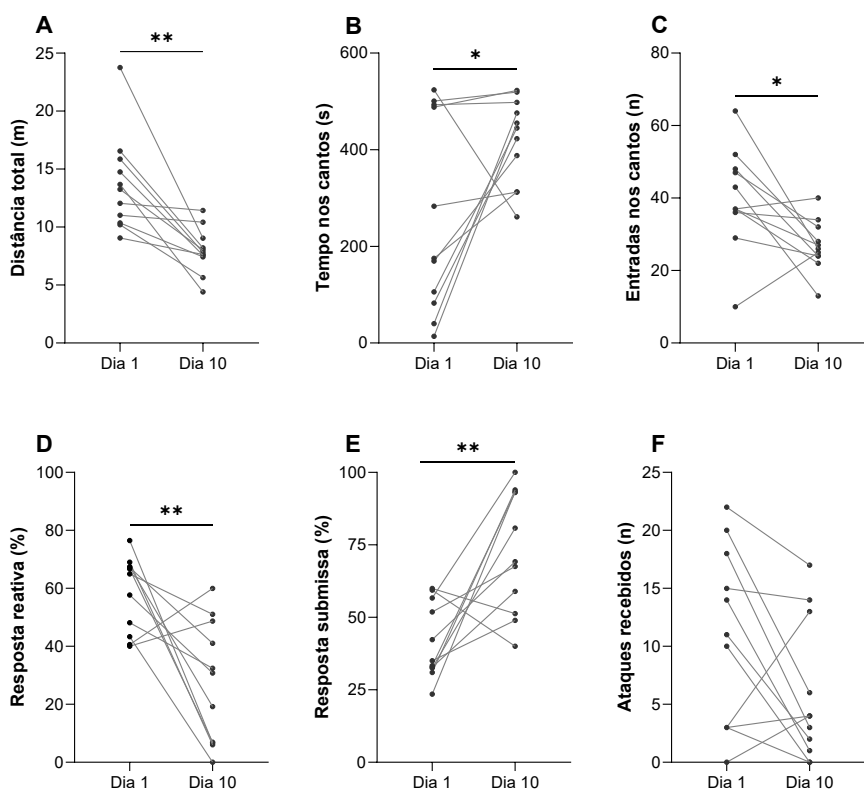 A
**
Distância total (m)
25
20
15
10
5
0
Dia 1
Dia 10
B
*
Tempo nos cantos (s)
600
400
200
0
Dia 1
Dia 10
C
*
Entradas nos cantos (n)
80
60
40
20
0
Dia 1
Dia 10
D
**
Resposta reativa (%)
100
80
60
40
20
0
Dia 1
Dia 10
E
**
Resposta submissa (%)
100
75
50
25
0
Dia 1
Dia 10
F
Ataques recebidos (n)
25
20
15
10
5
0
Dia 1
Dia 10